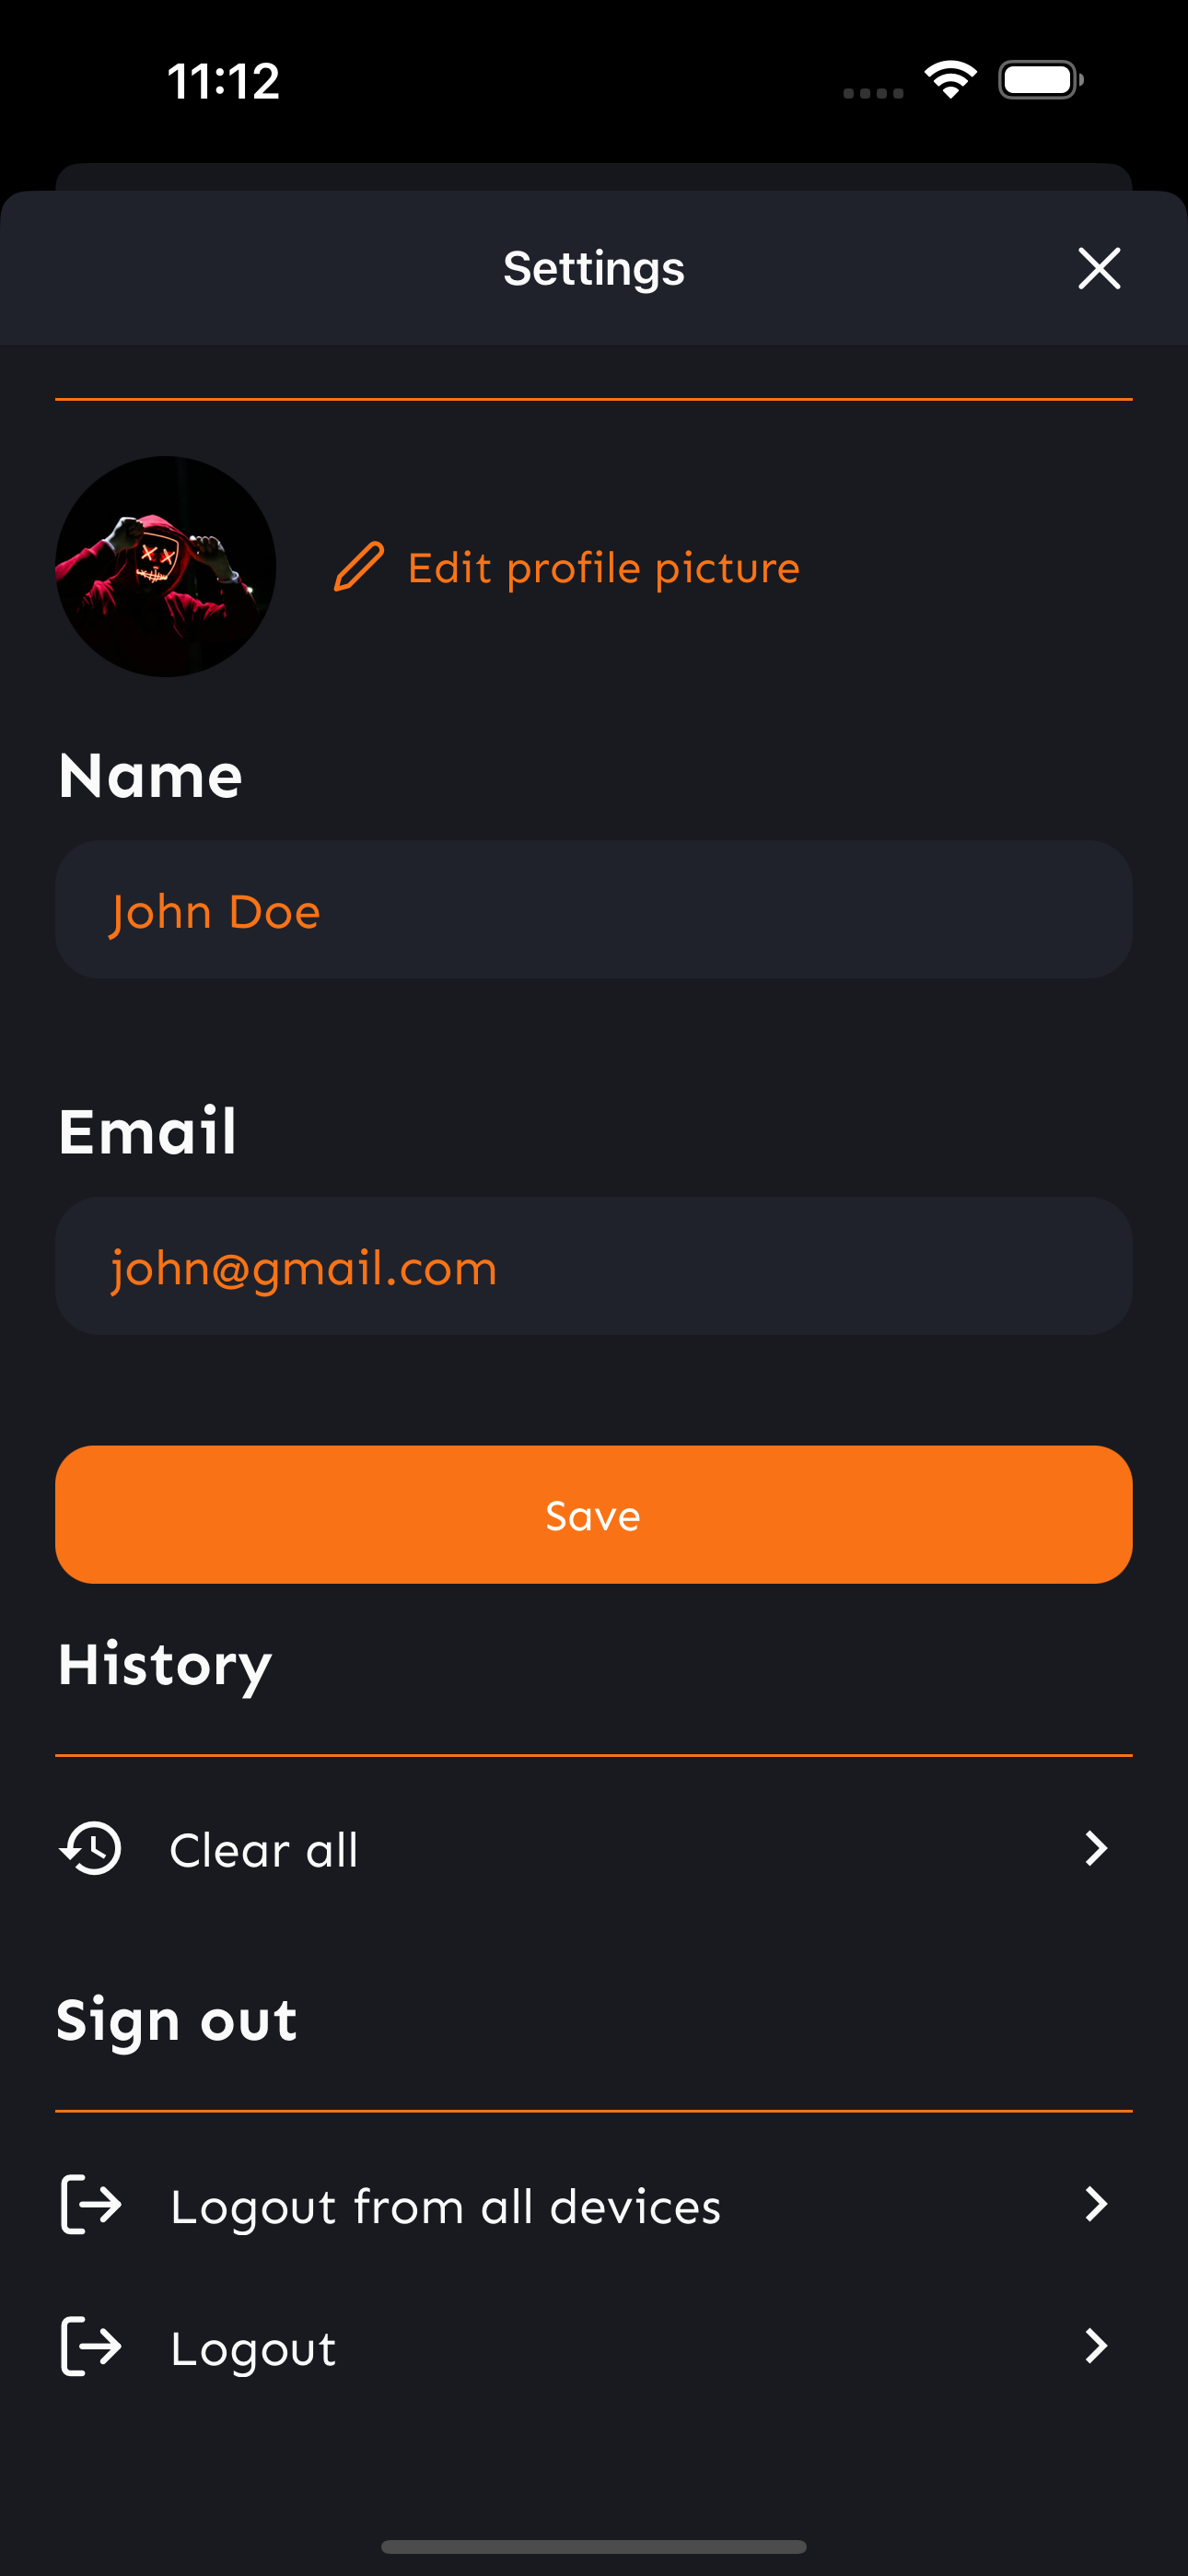 11:12
Settings
Edit profile picture
Name
John Doe
Email
john@gmail.com
Save
History
Clear all
Sign out
Logout from all devices
Logout